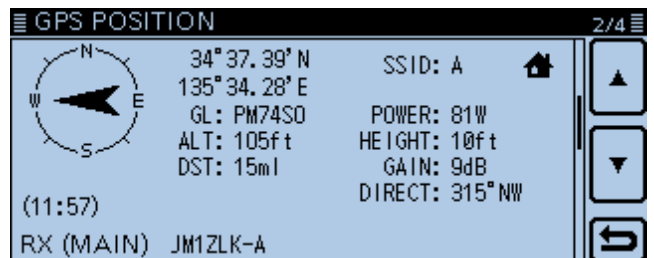 GPS POSITION 2/4
N
W E
S
34°37.39'N
135°34.28'E
GL: PM74SO
ALT: 105ft
DST: 15ml
SSID: A
POWER: 81W
HEIGHT: 10ft
GAIN: 9dB
DIRECT: 315°NW
(11:57)
RX (MAIN) JM1ZLK-A